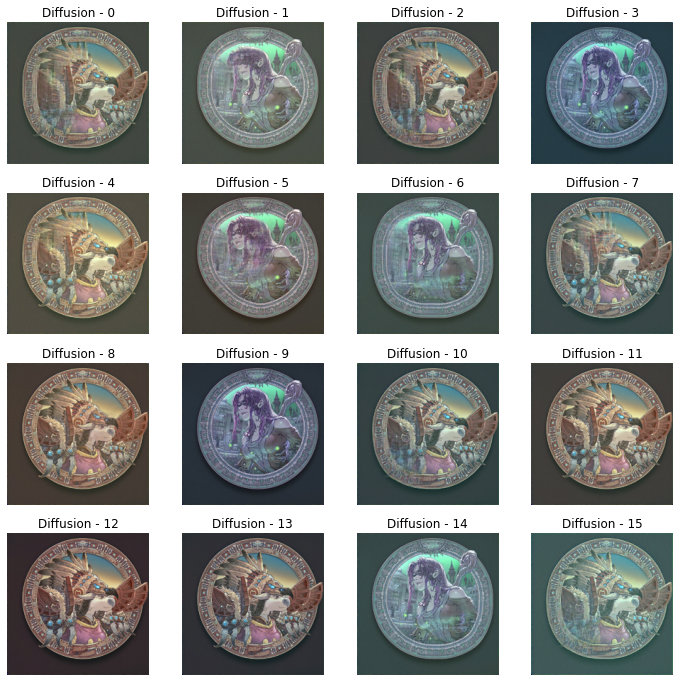 Diffusion - 0
Diffusion - 1
Diffusion - 2
Diffusion - 3
Diffusion - 4
Diffusion - 5
Diffusion - 6
Diffusion - 7
Diffusion - 8
Diffusion - 9
Diffusion - 10
Diffusion - 11
Diffusion - 12
Diffusion - 13
Diffusion - 14
Diffusion - 15